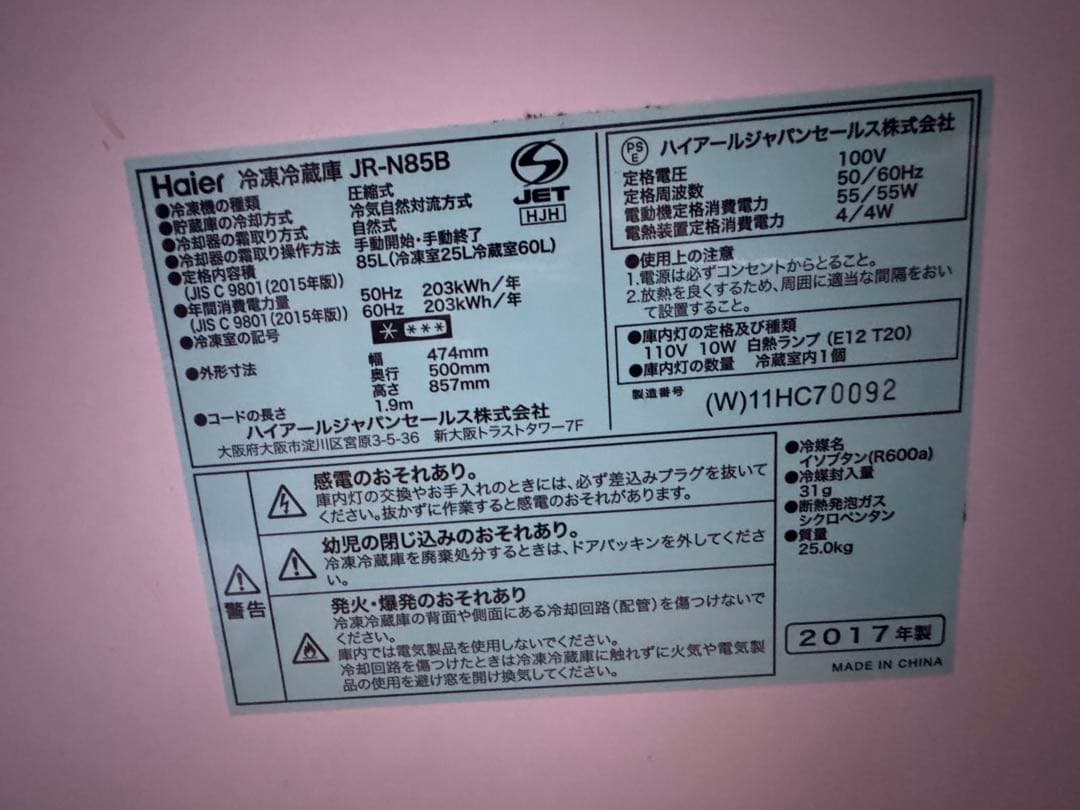 Haier 冷凍冷蔵庫 JR-N85B
●冷凍機の種類 圧縮式
●貯蔵庫の冷却方式 冷気自然対流方式
●冷却器の霜取り方式 自然式
●冷却器の霜取り操作方法 手動開始・手動終了
●定格内容積 85L(冷凍室25L冷蔵室60L)
(JIS C 9801(2015年版))
●年間消費電力量 50Hz 203kWh/年
(JIS C 9801(2015年版)) 60Hz 203kWh/年
●冷凍室の記号 * ***
●外形寸法 幅 474mm
奥行 500mm
高さ 857mm
●コードの長さ 1.9m
ハイアールジャパンセールス株式会社
大阪府大阪市淀川区宮原3-5-36 新大阪トラストタワー7F
S
JET
HJH
PS
E
ハイアールジャパンセールス株式会社
定格電圧 100V
定格周波数 50/60Hz
電動機定格消費電力 55/55W
電熱装置定格消費電力 4/4W
●使用上の注意
1.電源は必ずコンセントからとること。
2.放熱を良くするため、周囲に適当な間隔をおい
て設置すること。
●庫内灯の定格及び種類
110V 10W 白熱ランプ (E12 T20)
●庫内灯の数量 冷蔵室内1個
製造番号 (W)11HC70092
警告
感電のおそれあり。
庫内灯の交換やお手入れのときには、必ず差込みプラグを抜いて
ください。抜かずに作業すると感電のおそれがあります。
幼児の閉じ込みのおそれあり。
冷凍冷蔵庫を廃棄処分するときは、ドアパッキンを外してくださ
い。
発火・爆発のおそれあり
冷凍冷蔵庫の背面や側面にある冷却回路(配管)を傷つけないで
ください。
庫内では電気製品を使用しないでください。
冷却回路を傷つけたときは冷凍冷蔵庫に触れずに火気や電気製
品の使用を避け窓を開け換気してください。
●冷媒名
イソブタン(R600a)
●冷媒封入量
31g
●断熱発泡ガス
シクロペンタン
●質量
25.0kg
2017年製
MADE IN CHINA